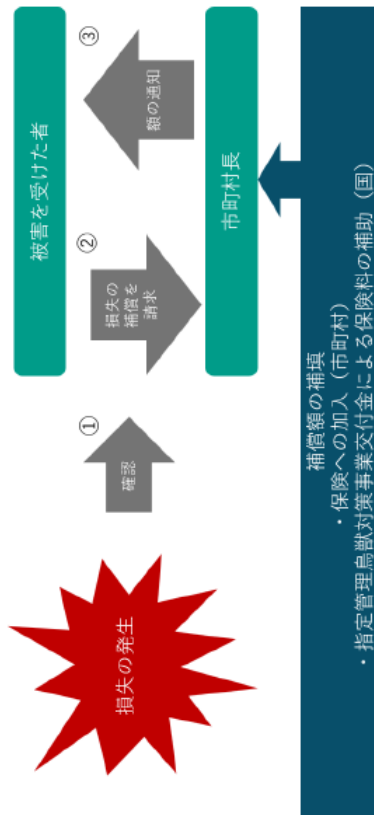 損失の発生
①
確認
被害を受けた者
②
損失の
補償を
請求
③
額の通知
市町村長
補償額の補填
・保険への加入（市町村）
・指定管理鳥獣対策事業交付金による保険料の補助（国）